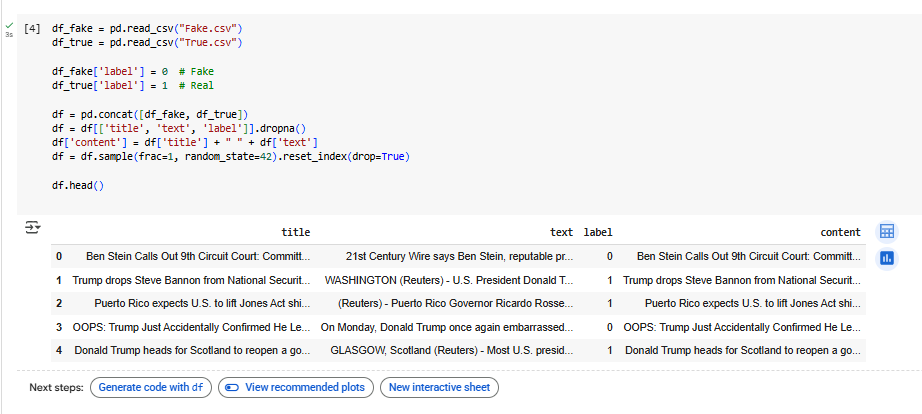 [4] df_fake = pd.read_csv("Fake.csv")
3s
df_true = pd.read_csv("True.csv")
df_fake['label'] = 0  # Fake
df_true['label'] = 1  # Real
df = pd.concat([df_fake, df_true])
df = df[['title', 'text', 'label']].dropna()
df['content'] = df['title'] + " " + df['text']
df = df.sample(frac=1, random_state=42).reset_index(drop=True)
df.head()
title text label content
0 Ben Stein Calls Out 9th Circuit Court: Committ... 21st Century Wire says Ben Stein, reputable pr... 0 Ben Stein Calls Out 9th Circuit Court: Committ...
1 Trump drops Steve Bannon from National Securit... WASHINGTON (Reuters) - U.S. President Donald T... 1 Trump drops Steve Bannon from National Securit...
2 Puerto Rico expects U.S. to lift Jones Act shi... (Reuters) - Puerto Rico Governor Ricardo Rosse... 1 Puerto Rico expects U.S. to lift Jones Act shi...
3 OOPS: Trump Just Accidentally Confirmed He Le... On Monday, Donald Trump once again embarrassed... 0 OOPS: Trump Just Accidentally Confirmed He Le...
4 Donald Trump heads for Scotland to reopen a go... GLASGOW, Scotland (Reuters) - Most U.S. presid... 1 Donald Trump heads for Scotland to reopen a go...
Next steps: Generate code with df View recommended plots New interactive sheet